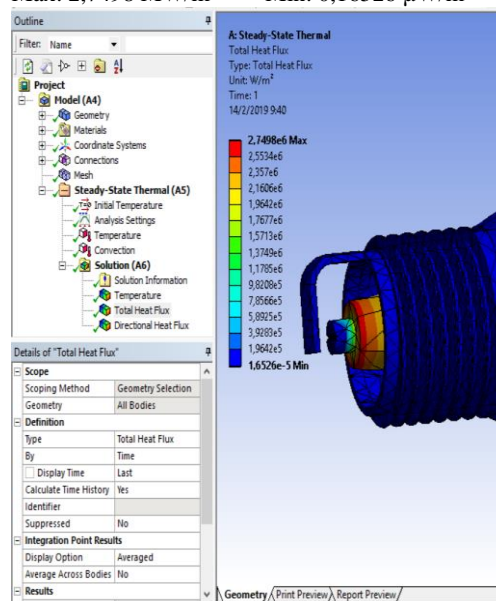 Outline
Filter: Name
Project
Model (A4)
Geometry
Materials
Coordinate Systems
Connections
Mesh
Steady-State Thermal (A5)
Initial Temperature
Analysis Settings
Temperature
Convection
Solution (A6)
Solution Information
Temperature
Total Heat Flux
Directional Heat Flux
Details of "Total Heat Flux"
Scope
Scoping Method Geometry Selection
Geometry All Bodies
Definition
Type Total Heat Flux
By Time
Display Time Last
Calculate Time History Yes
Identifier
Suppressed No
Integration Point Results
Display Option Averaged
Average Across Bodies No
Results
A: Steady-State Thermal
Total Heat Flux
Type: Total Heat Flux
Unit: W/m²
Time: 1
14/2/2019 9:40
2,7498e6 Max
2,5534e6
2,357e6
2,1606e6
1,9642e6
1,7677e6
1,5713e6
1,3749e6
1,1785e6
9,8208e5
7,8566e5
5,8925e5
3,9283e5
1,9642e5
1,6526e-5 Min
Geometry Print Preview Report Preview